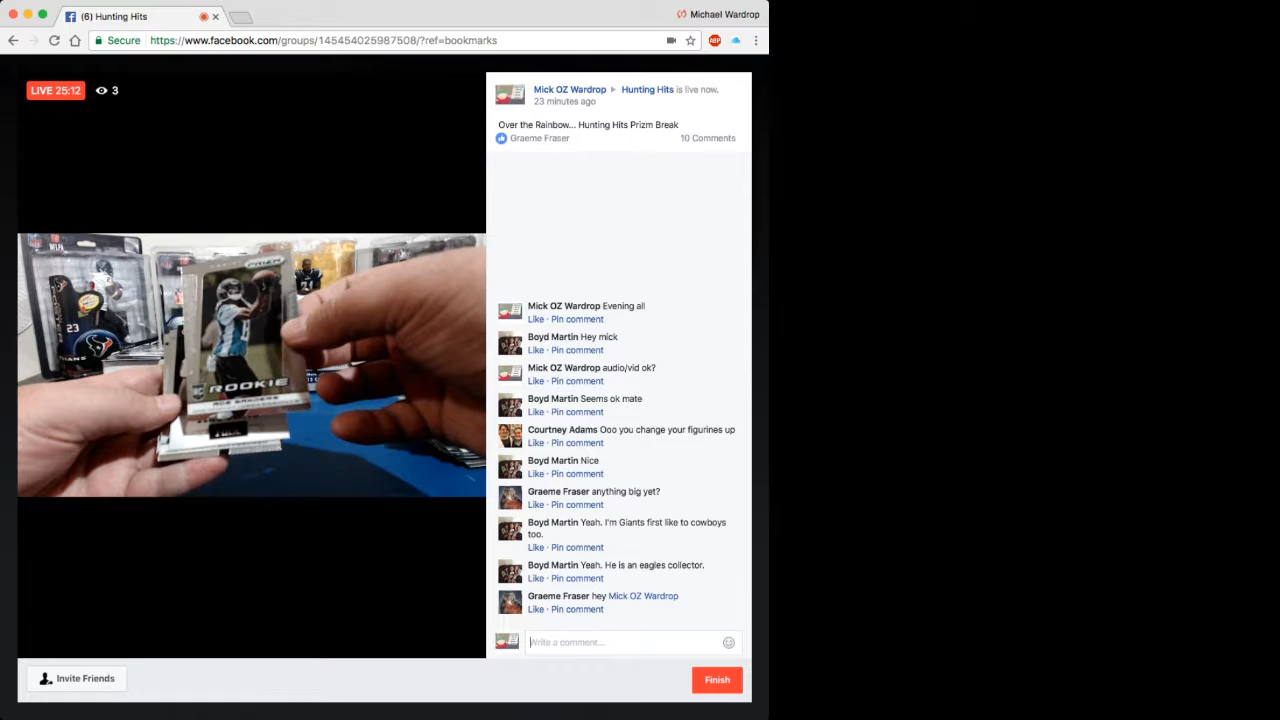 (6) Hunting Hits
Michael Wardrop
Secure https://www.facebook.com/groups/145454025987508/?ref=bookmarks
ABP
LIVE 25:12 3
Mick OZ Wardrop ▸ Hunting Hits is live now.
23 minutes ago
Over the Rainbow... Hunting Hits Prizm Break
Graeme Fraser 10 Comments
Mick OZ Wardrop Evening all
Like · Pin comment
Boyd Martin Hey mick
Like · Pin comment
Mick OZ Wardrop audio/vid ok?
Like · Pin comment
Boyd Martin Seems ok mate
Like · Pin comment
Courtney Adams Ooo you change your figurines up
Like · Pin comment
Boyd Martin Nice
Like · Pin comment
Graeme Fraser anything big yet?
Like · Pin comment
Boyd Martin Yeah. I'm Giants first like to cowboys
too.
Like · Pin comment
Boyd Martin Yeah. He is an eagles collector.
Like · Pin comment
Graeme Fraser hey Mick OZ Wardrop
Like · Pin comment
Write a comment...
Invite Friends
Finish
PRIZM
23
TEXANS
RC ROOKIE
ACE SANDERS